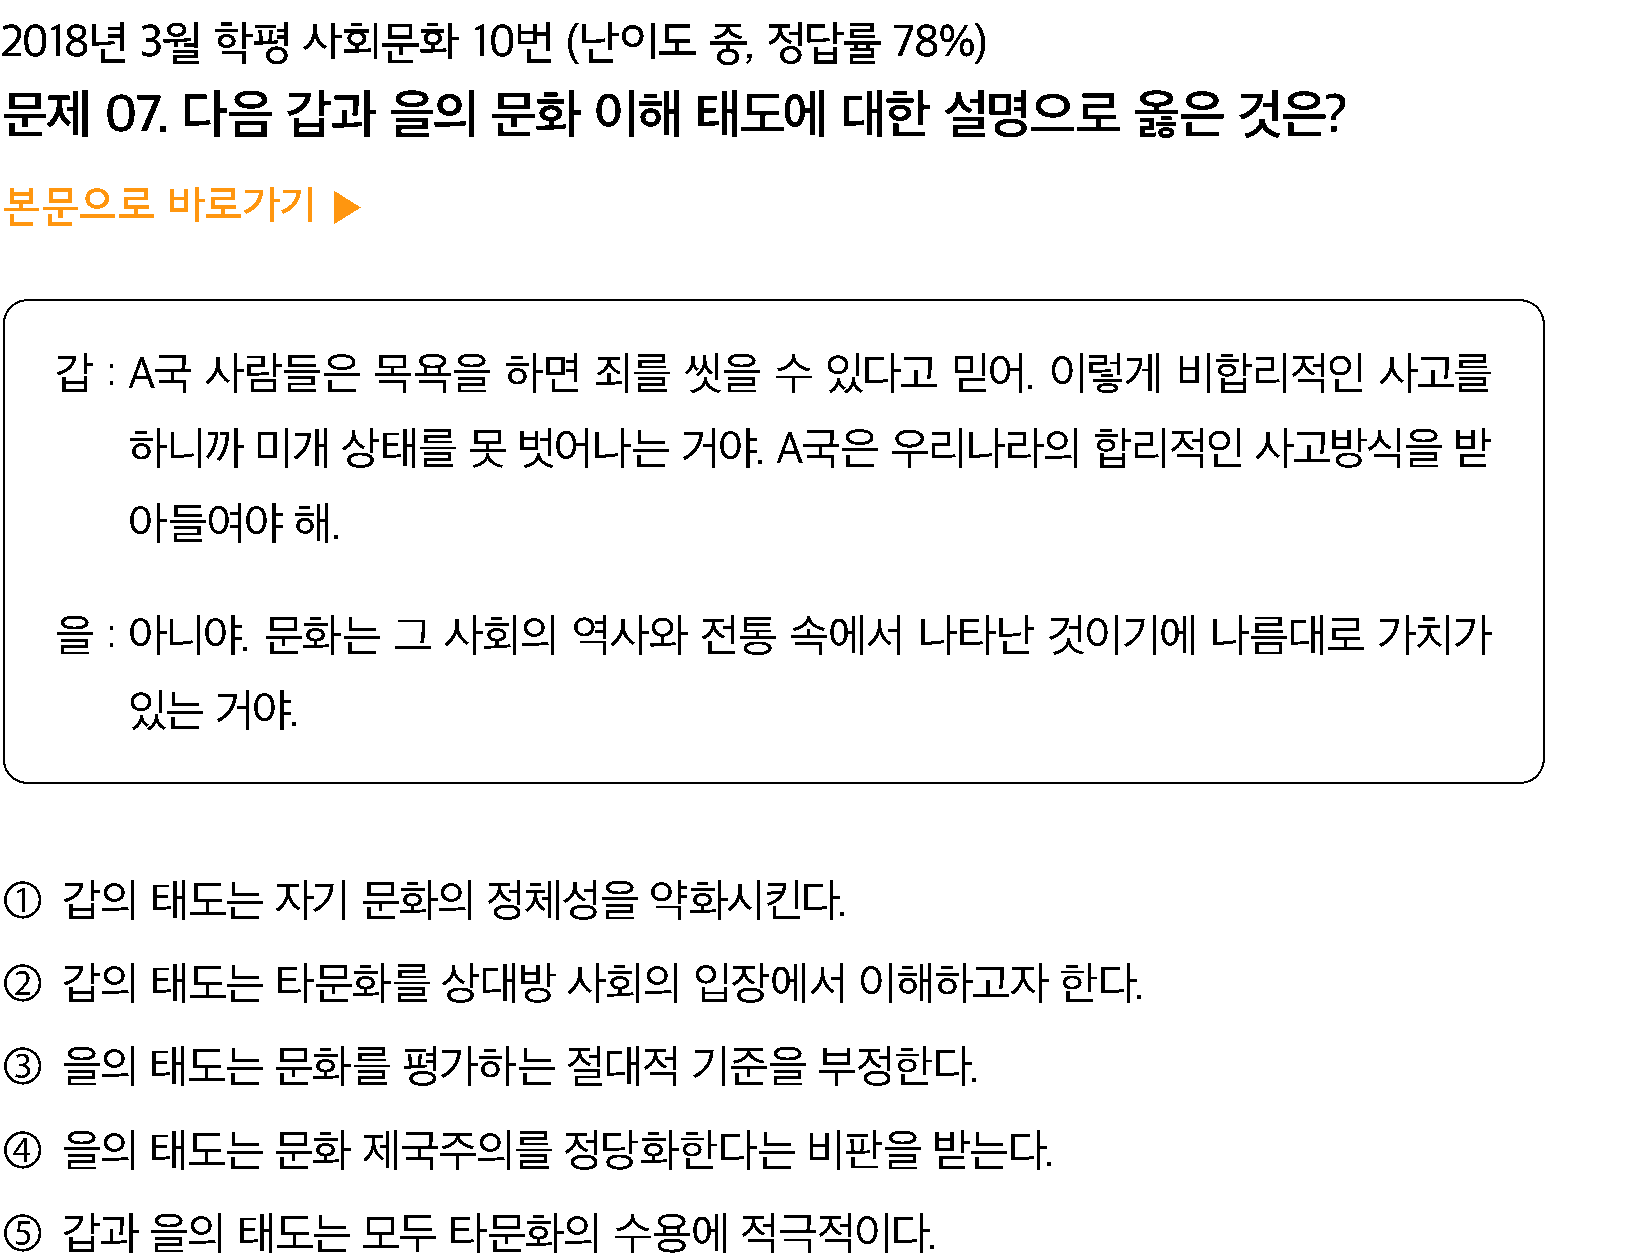 2018년 3월 학평 사회문화 10번 (난이도 중, 정답률 78%)
문제 07. 다음 갑과 을의 문화 이해 태도에 대한 설명으로 옳은 것은?
본문으로 바로가기 ▶
갑 : A국 사람들은 목욕을 하면 죄를 씻을 수 있다고 믿어. 이렇게 비합리적인 사고를
하니까 미개 상태를 못 벗어나는 거야. A국은 우리나라의 합리적인 사고방식을 받
아들여야 해.
을 : 아니야. 문화는 그 사회의 역사와 전통 속에서 나타난 것이기에 나름대로 가치가
있는 거야.
① 갑의 태도는 자기 문화의 정체성을 약화시킨다.
② 갑의 태도는 타문화를 상대방 사회의 입장에서 이해하고자 한다.
③ 을의 태도는 문화를 평가하는 절대적 기준을 부정한다.
④ 을의 태도는 문화 제국주의를 정당화한다는 비판을 받는다.
⑤ 갑과 을의 태도는 모두 타문화의 수용에 적극적이다.